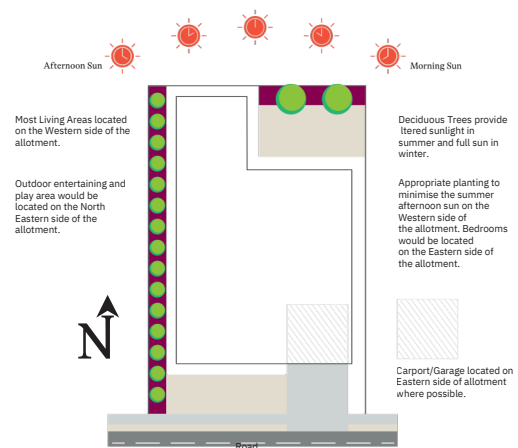 Afternoon Sun
Morning Sun
Most Living Areas located
on the Western side of the
allotment.
Outdoor entertaining and
play area would be
located on the North
Eastern side of the
allotment.
Deciduous Trees provide
ltered sunlight in
summer and full sun in
winter.
Appropriate planting to
minimise the summer
afternoon sun on the
Western side of
the allotment. Bedrooms
would be located
on the Eastern side of
the allotment.
N
Carport/Garage located on
Eastern side of allotment
where possible.
Road